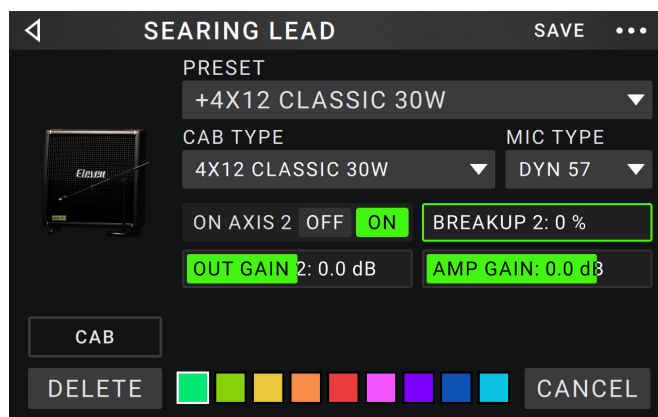 SEARING LEAD SAVE
PRESET
+4X12 CLASSIC 30W
CAB TYPE MIC TYPE
4X12 CLASSIC 30W DYN 57
Eleven
ON AXIS 2 OFF ON BREAKUP 2: 0 %
OUT GAIN 2: 0.0 dB AMP GAIN: 0.0 dB
CAB
DELETE CANCEL